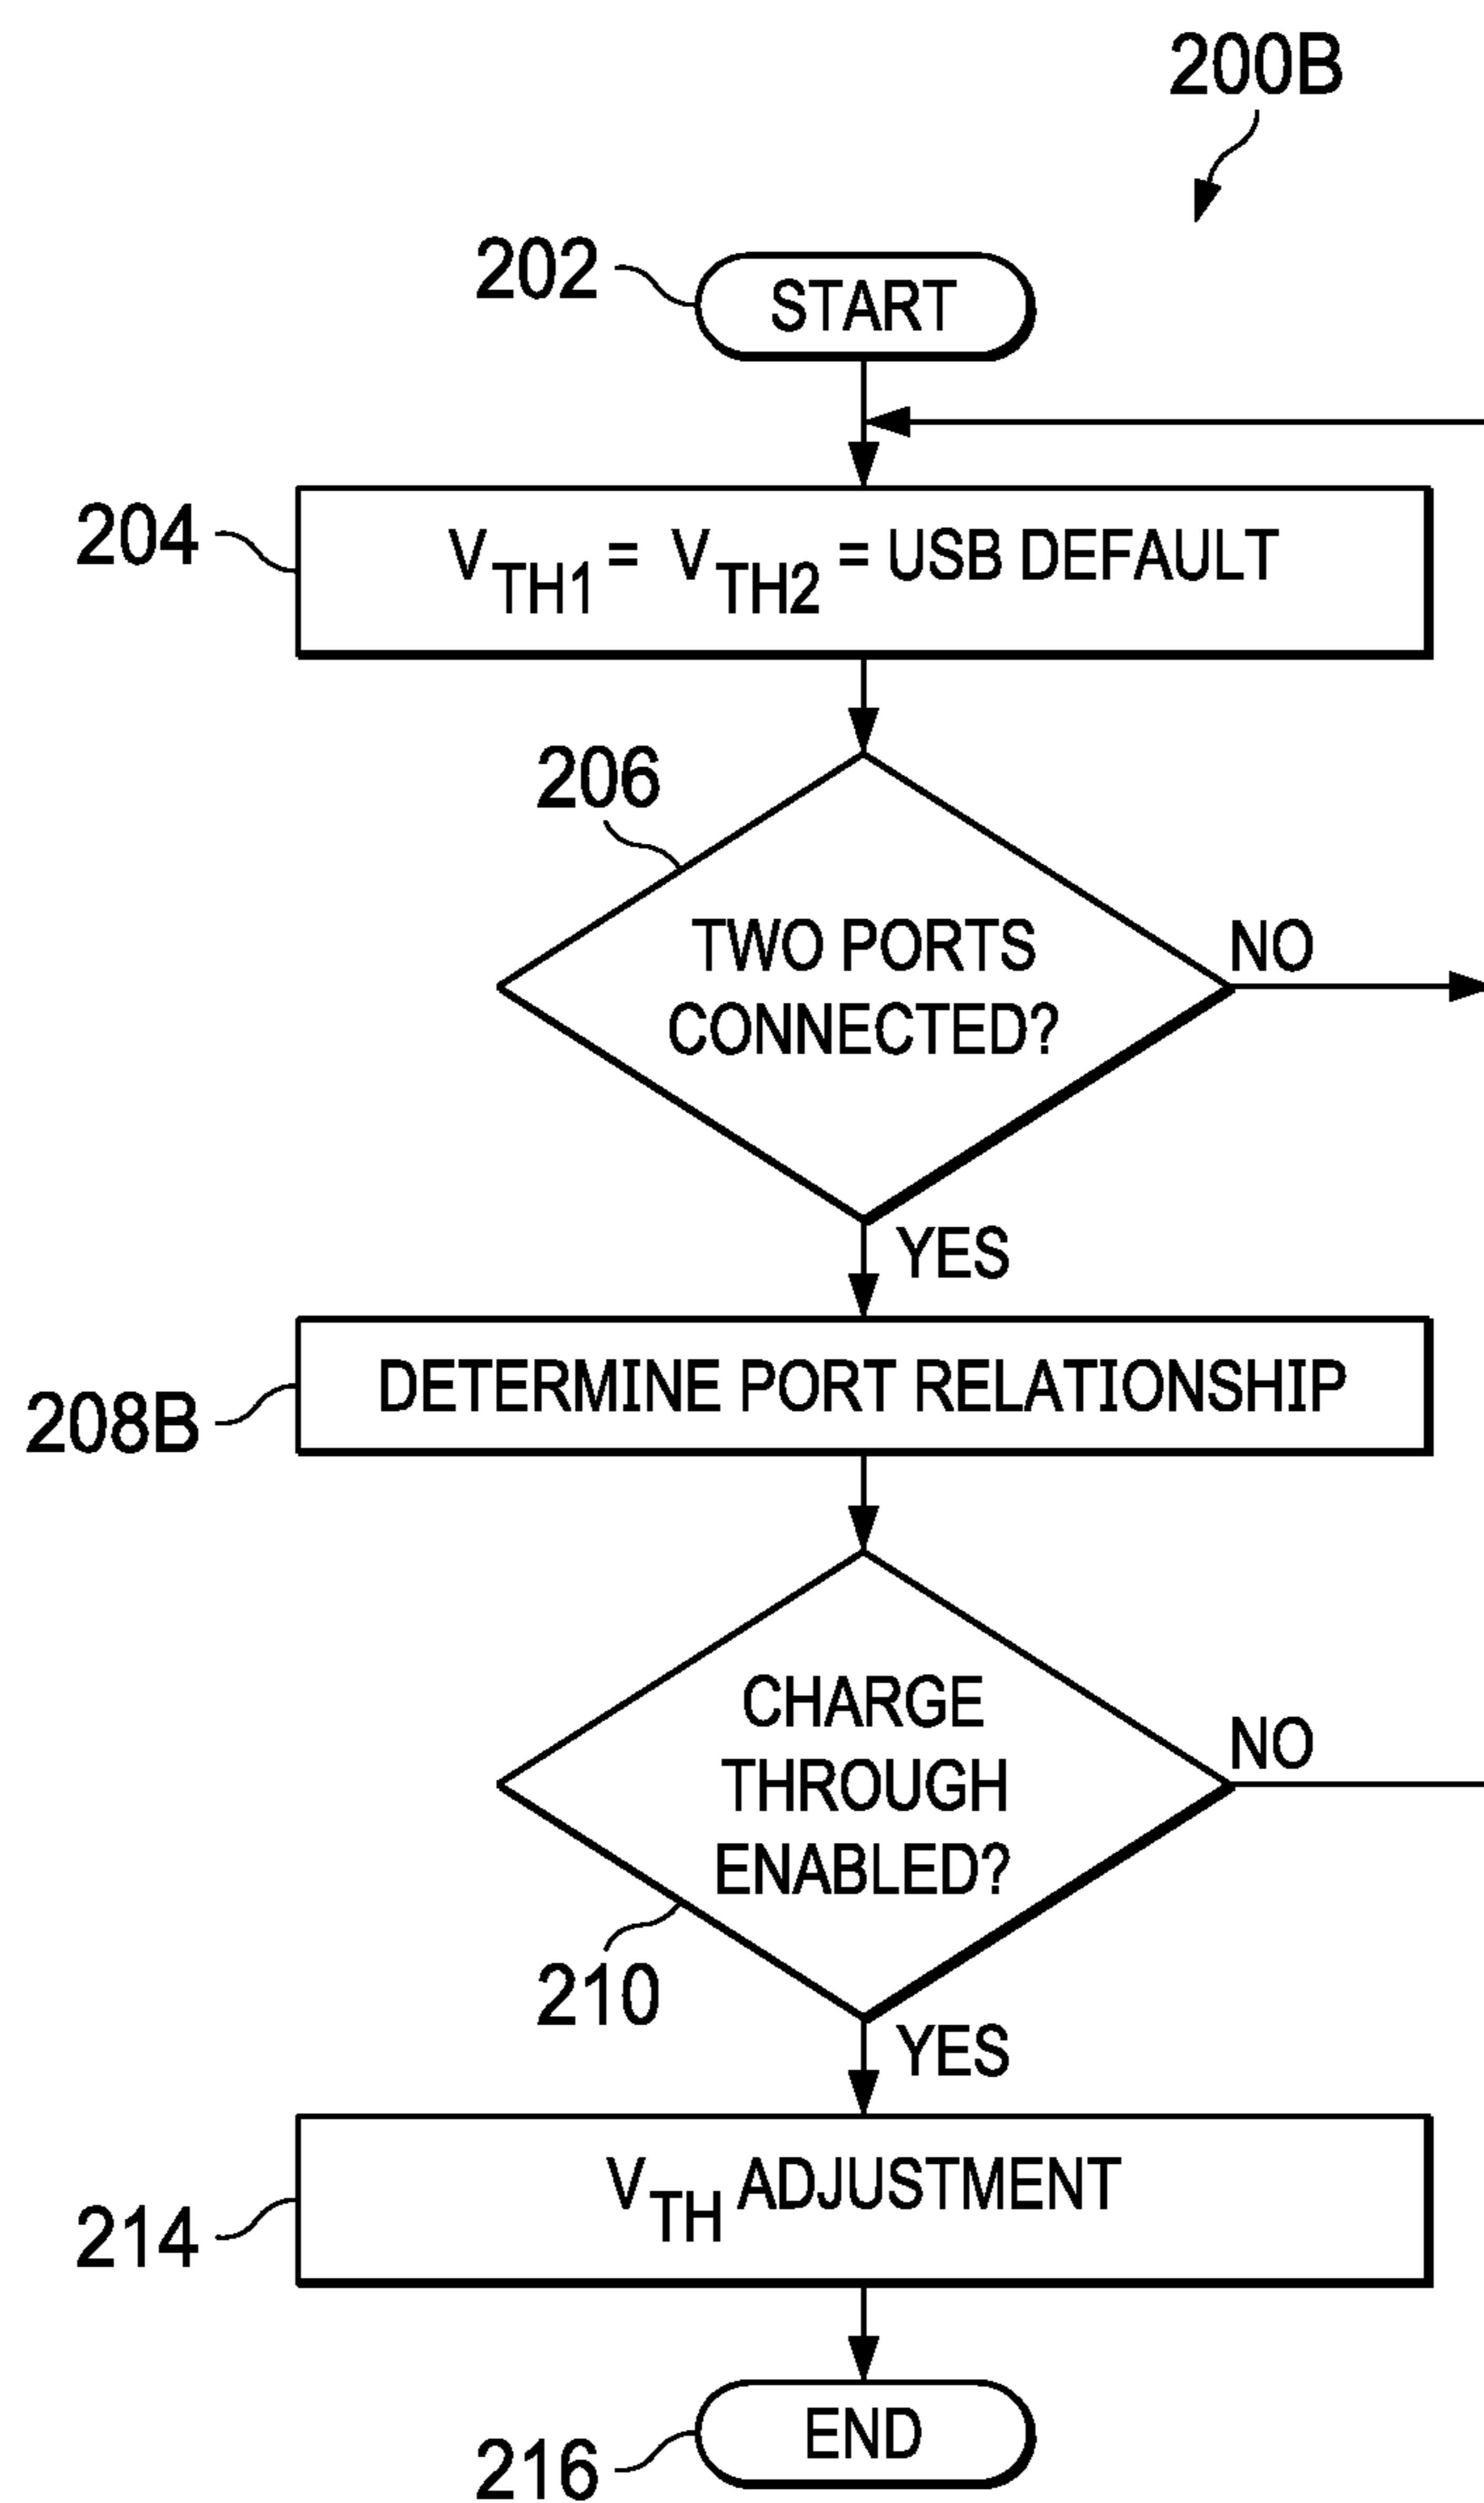 200B
202
START
204
VTH1 = VTH2 = USB DEFAULT
206
TWO PORTS
CONNECTED?
NO
YES
208B
DETERMINE PORT RELATIONSHIP
CHARGE
THROUGH
ENABLED?
NO
210
YES
VTH ADJUSTMENT
214
END
216